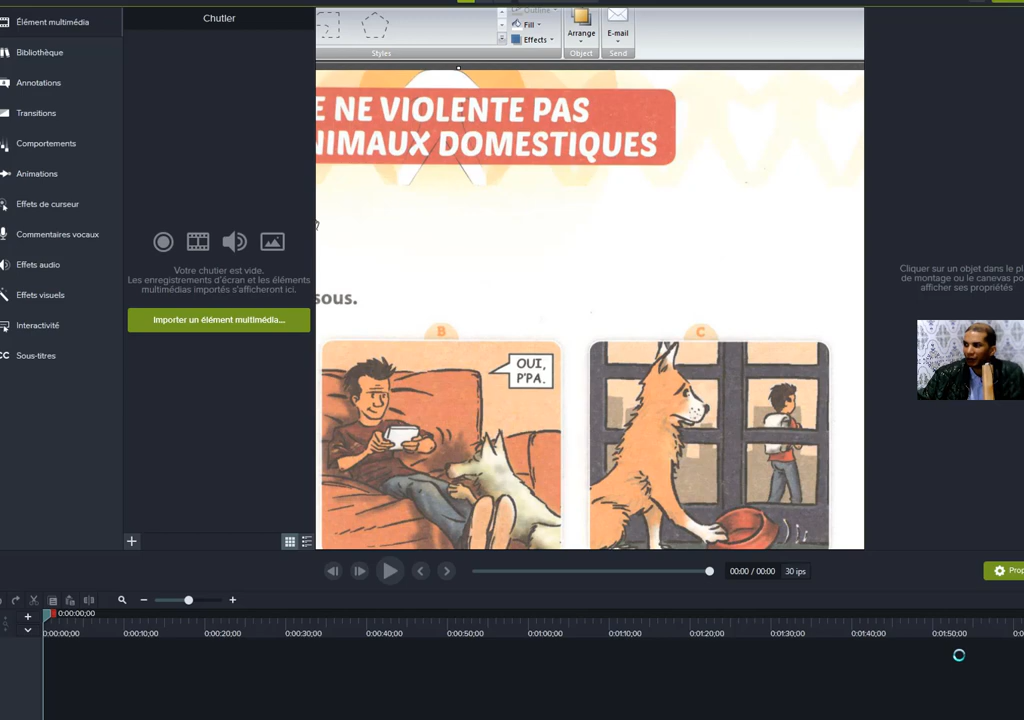 Élément multimédia
Bibliothèque
Annotations
Transitions
Comportements
Animations
Effets de curseur
Commentaires vocaux
Effets audio
Effets visuels
Interactivité
CC Sous-titres
Chutier
Votre chutier est vide.
Les enregistrements d'écran et les éléments
multimédias importés s'afficheront ici.
Importer un élément multimédia...
Outline
Fill
Effects
Styles
Arrange
Object
E-mail
Send
E NE VIOLENTE PAS
NIMAUX DOMESTIQUES
sous.
B
C
OUI,
P'PA.
Cliquer sur un objet dans le pl
de montage ou le canevas po
afficher ses propriétés
00:00 / 00:00 30 ips
Prop
0:00:00;00
0:00:00;00 0:00:10;00 0:00:20;00 0:00:30;00 0:00:40;00 0:00:50;00 0:01:00;00 0:01:10;00 0:01:20;00 0:01:30;00 0:01:40;00 0:01:50;00 0:0